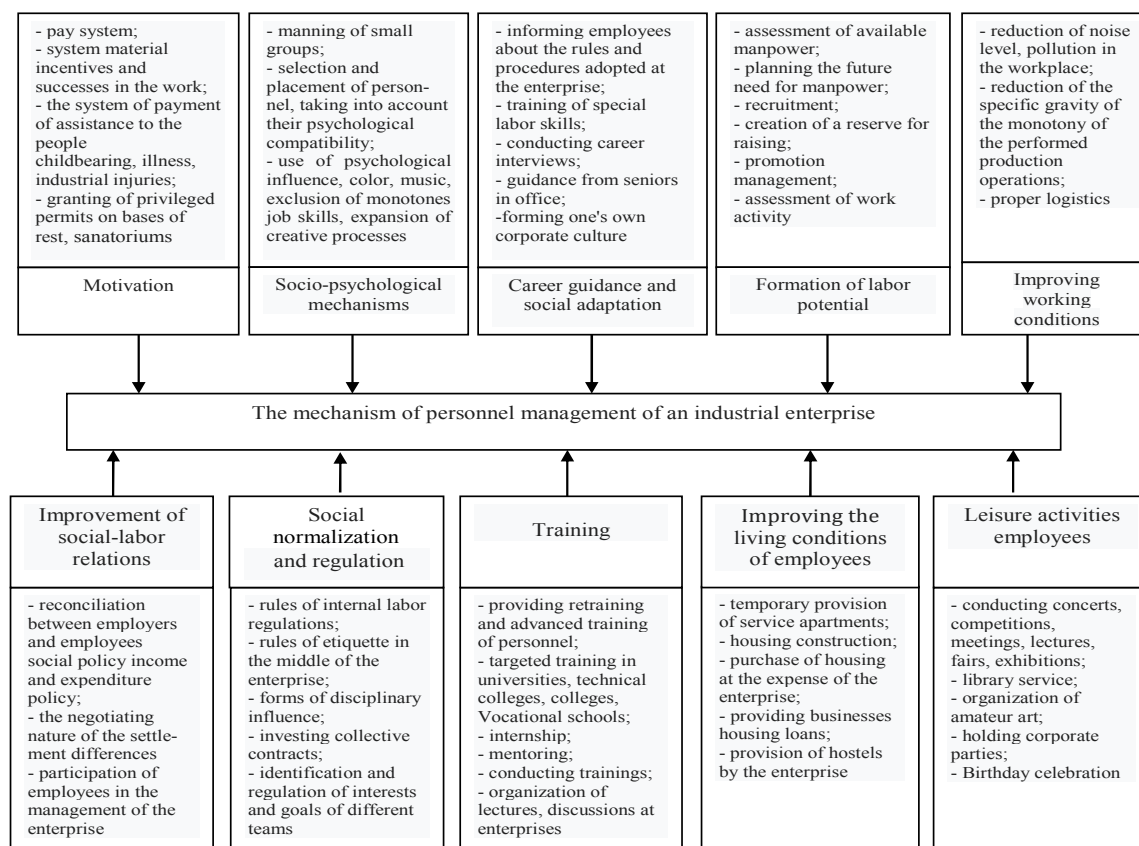 - pay system;
- system material
incentives and
successes in the work;
- the system of payment
of assistance to the
people
childbearing, illness,
industrial injuries;
- granting of privileged
permits on bases of
rest, sanatoriums
Motivation
- manning of small
groups;
- selection and
placement of person-
nel, taking into account
their psychological
compatibility;
- use of psychological
influence, color, music,
exclusion of monotones
job skills, expansion of
creative processes
Socio-psychological
mechanisms
- informing employees
about the rules and
procedures adopted at
the enterprise;
- training of special
labor skills;
- conducting career
interviews;
- guidance from seniors
in office;
-forming one's own
corporate culture
Career guidance and
social adaptation
- assessment of available
manpower;
- planning the future
need for manpower;
- recruitment;
- creation of a reserve for
raising;
- promotion
management;
- assessment of work
activity
Formation of labor
potential
- reduction of noise
level, pollution in
the workplace;
- reduction of the
specific gravity of
the monotony of
the performed
production
operations;
- proper logistics
Improving
working
conditions
The mechanism of personnel management of an industrial enterprise
Improvement of
social-labor
relations
- reconciliation
between employers
and employees
social policy income
and expenditure
policy;
- the negotiating
nature of the settle-
ment differences
- participation of
employees in the
management of the
enterprise
Social
normalization
and regulation
- rules of internal labor
regulations;
- rules of etiquette in
the middle of the
enterprise;
- forms of disciplinary
influence;
- investing collective
contracts;
- identification and
regulation of interests
and goals of different
teams
Training
- providing retraining
and advanced training
of personnel;
- targeted training in
universities, technical
colleges, colleges,
Vocational schools;
- internship;
- mentoring;
- conducting trainings;
- organization of
lectures, discussions at
enterprises
Improving the
living conditions
of employees
- temporary provision
of service apartments;
- housing construction;
- purchase of housing
at the expense of the
enterprise;
- providing businesses
housing loans;
- provision of hostels
by the enterprise
Leisure activities
employees
- conducting concerts,
competitions,
meetings, lectures,
fairs, exhibitions;
- library service;
- organization of
amateur art;
- holding corporate
parties;
- Birthday celebration